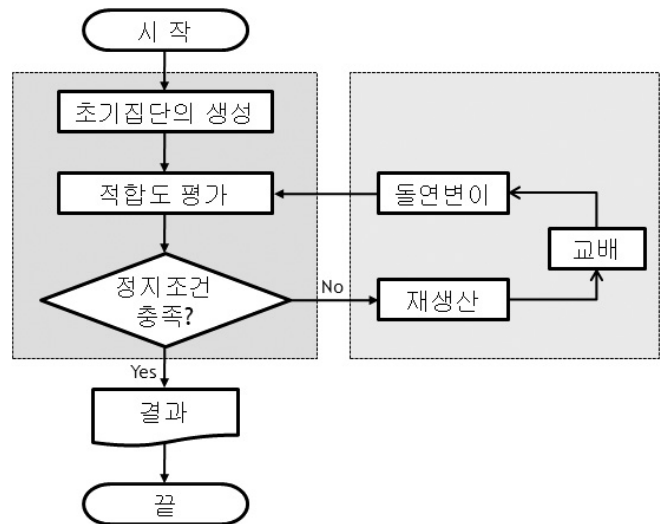 시 작
초기집단의 생성
적합도 평가
돌연변이
교배
정지조건
충족?
No
재생산
Yes
결과
끝